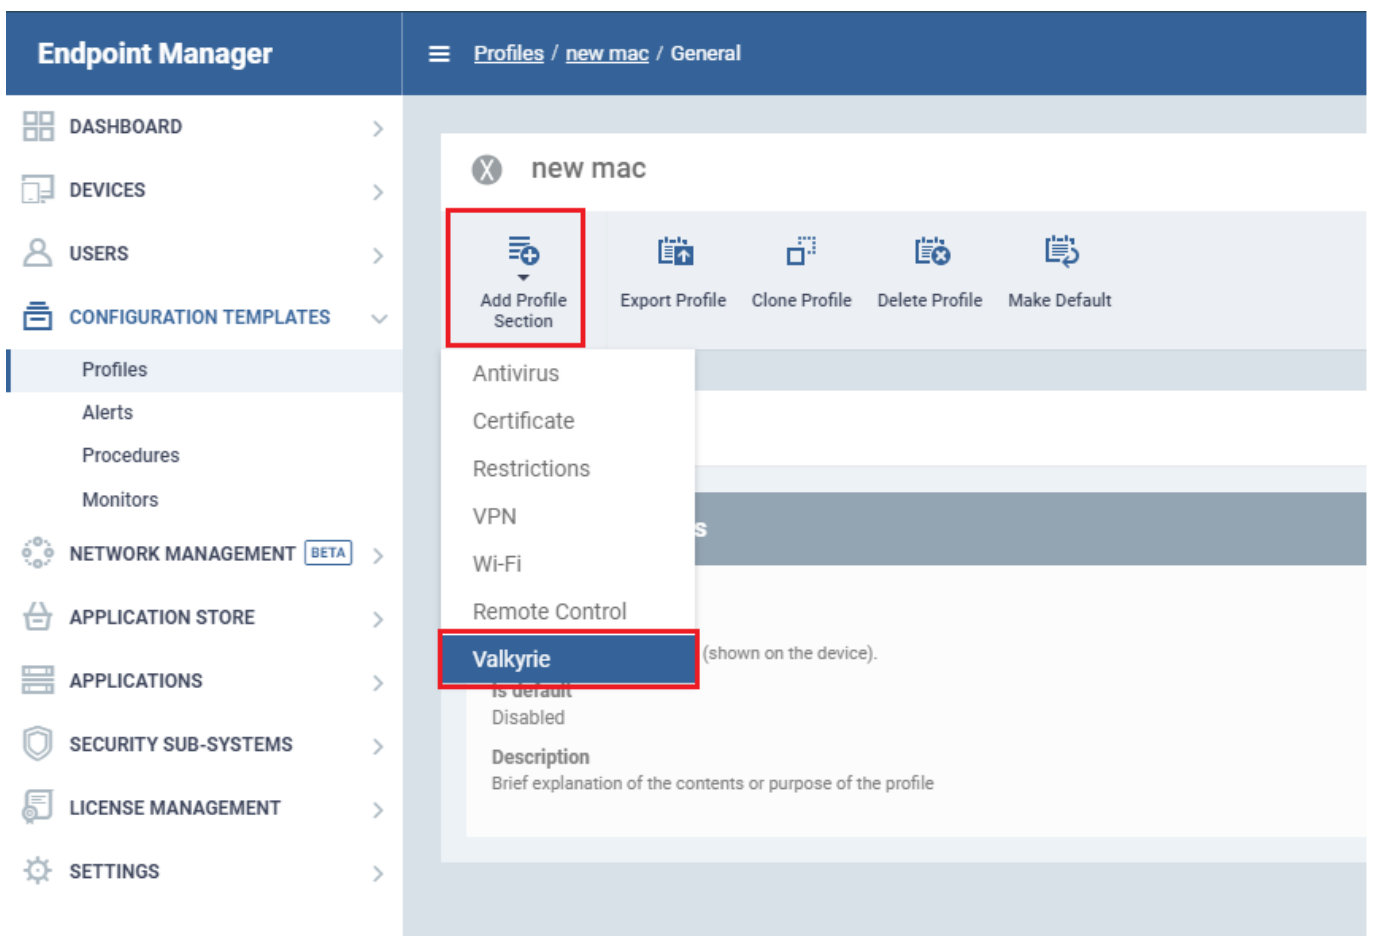 Endpoint Manager
Profiles / new mac / General
DASHBOARD
DEVICES
USERS
CONFIGURATION TEMPLATES
Profiles
Alerts
Procedures
Monitors
NETWORK MANAGEMENT BETA
APPLICATION STORE
APPLICATIONS
SECURITY SUB-SYSTEMS
LICENSE MANAGEMENT
SETTINGS
X new mac
Add Profile
Section
Export Profile
Clone Profile
Delete Profile
Make Default
Antivirus
Certificate
Restrictions
VPN
Wi-Fi
Remote Control
Valkyrie
s
(shown on the device).
Is default
Disabled
Description
Brief explanation of the contents or purpose of the profile